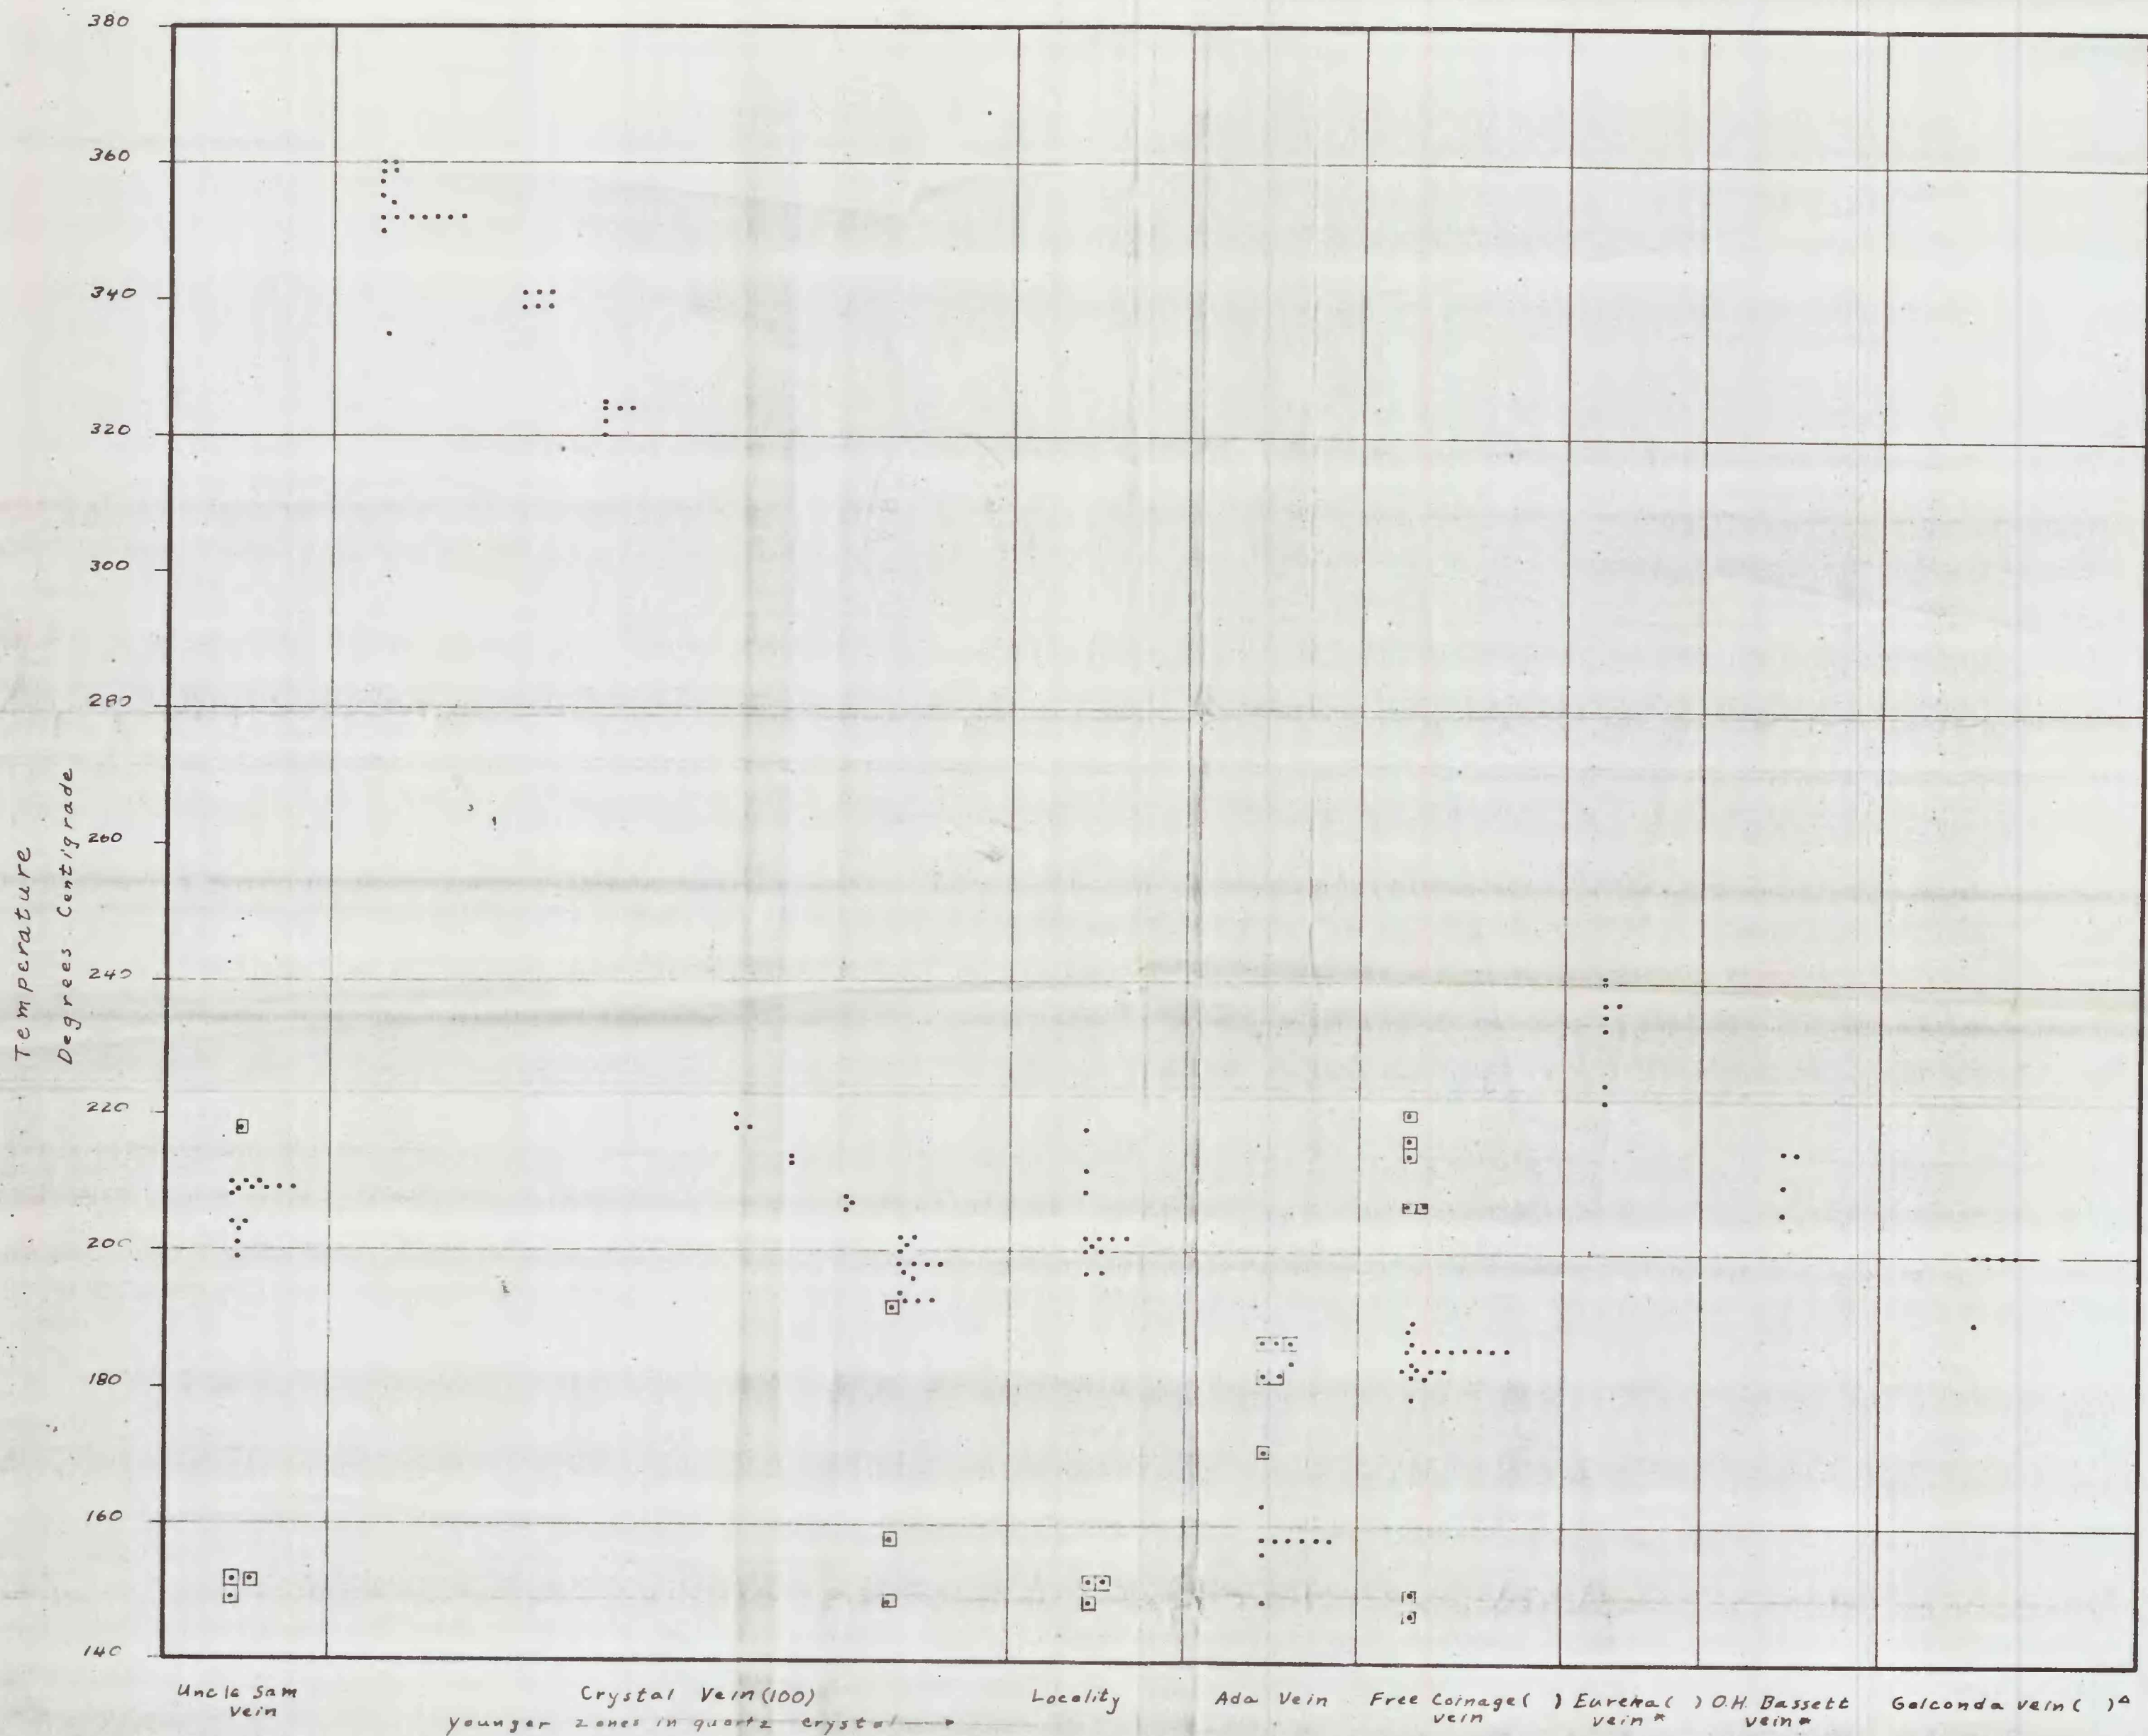 380
360
340
320
300
280
260
240
220
200
180
160
140
Temperature
Degrees Centigrade
Uncle Sam
Vein
Crystal Vein (100)
younger zones in quartz crystal →
Locality
Ada Vein
Free Coinage ( )
Vein
Eureka ( )
Vein *
O.H. Bassett
Vein *
Golconda Vein ( ) Δ